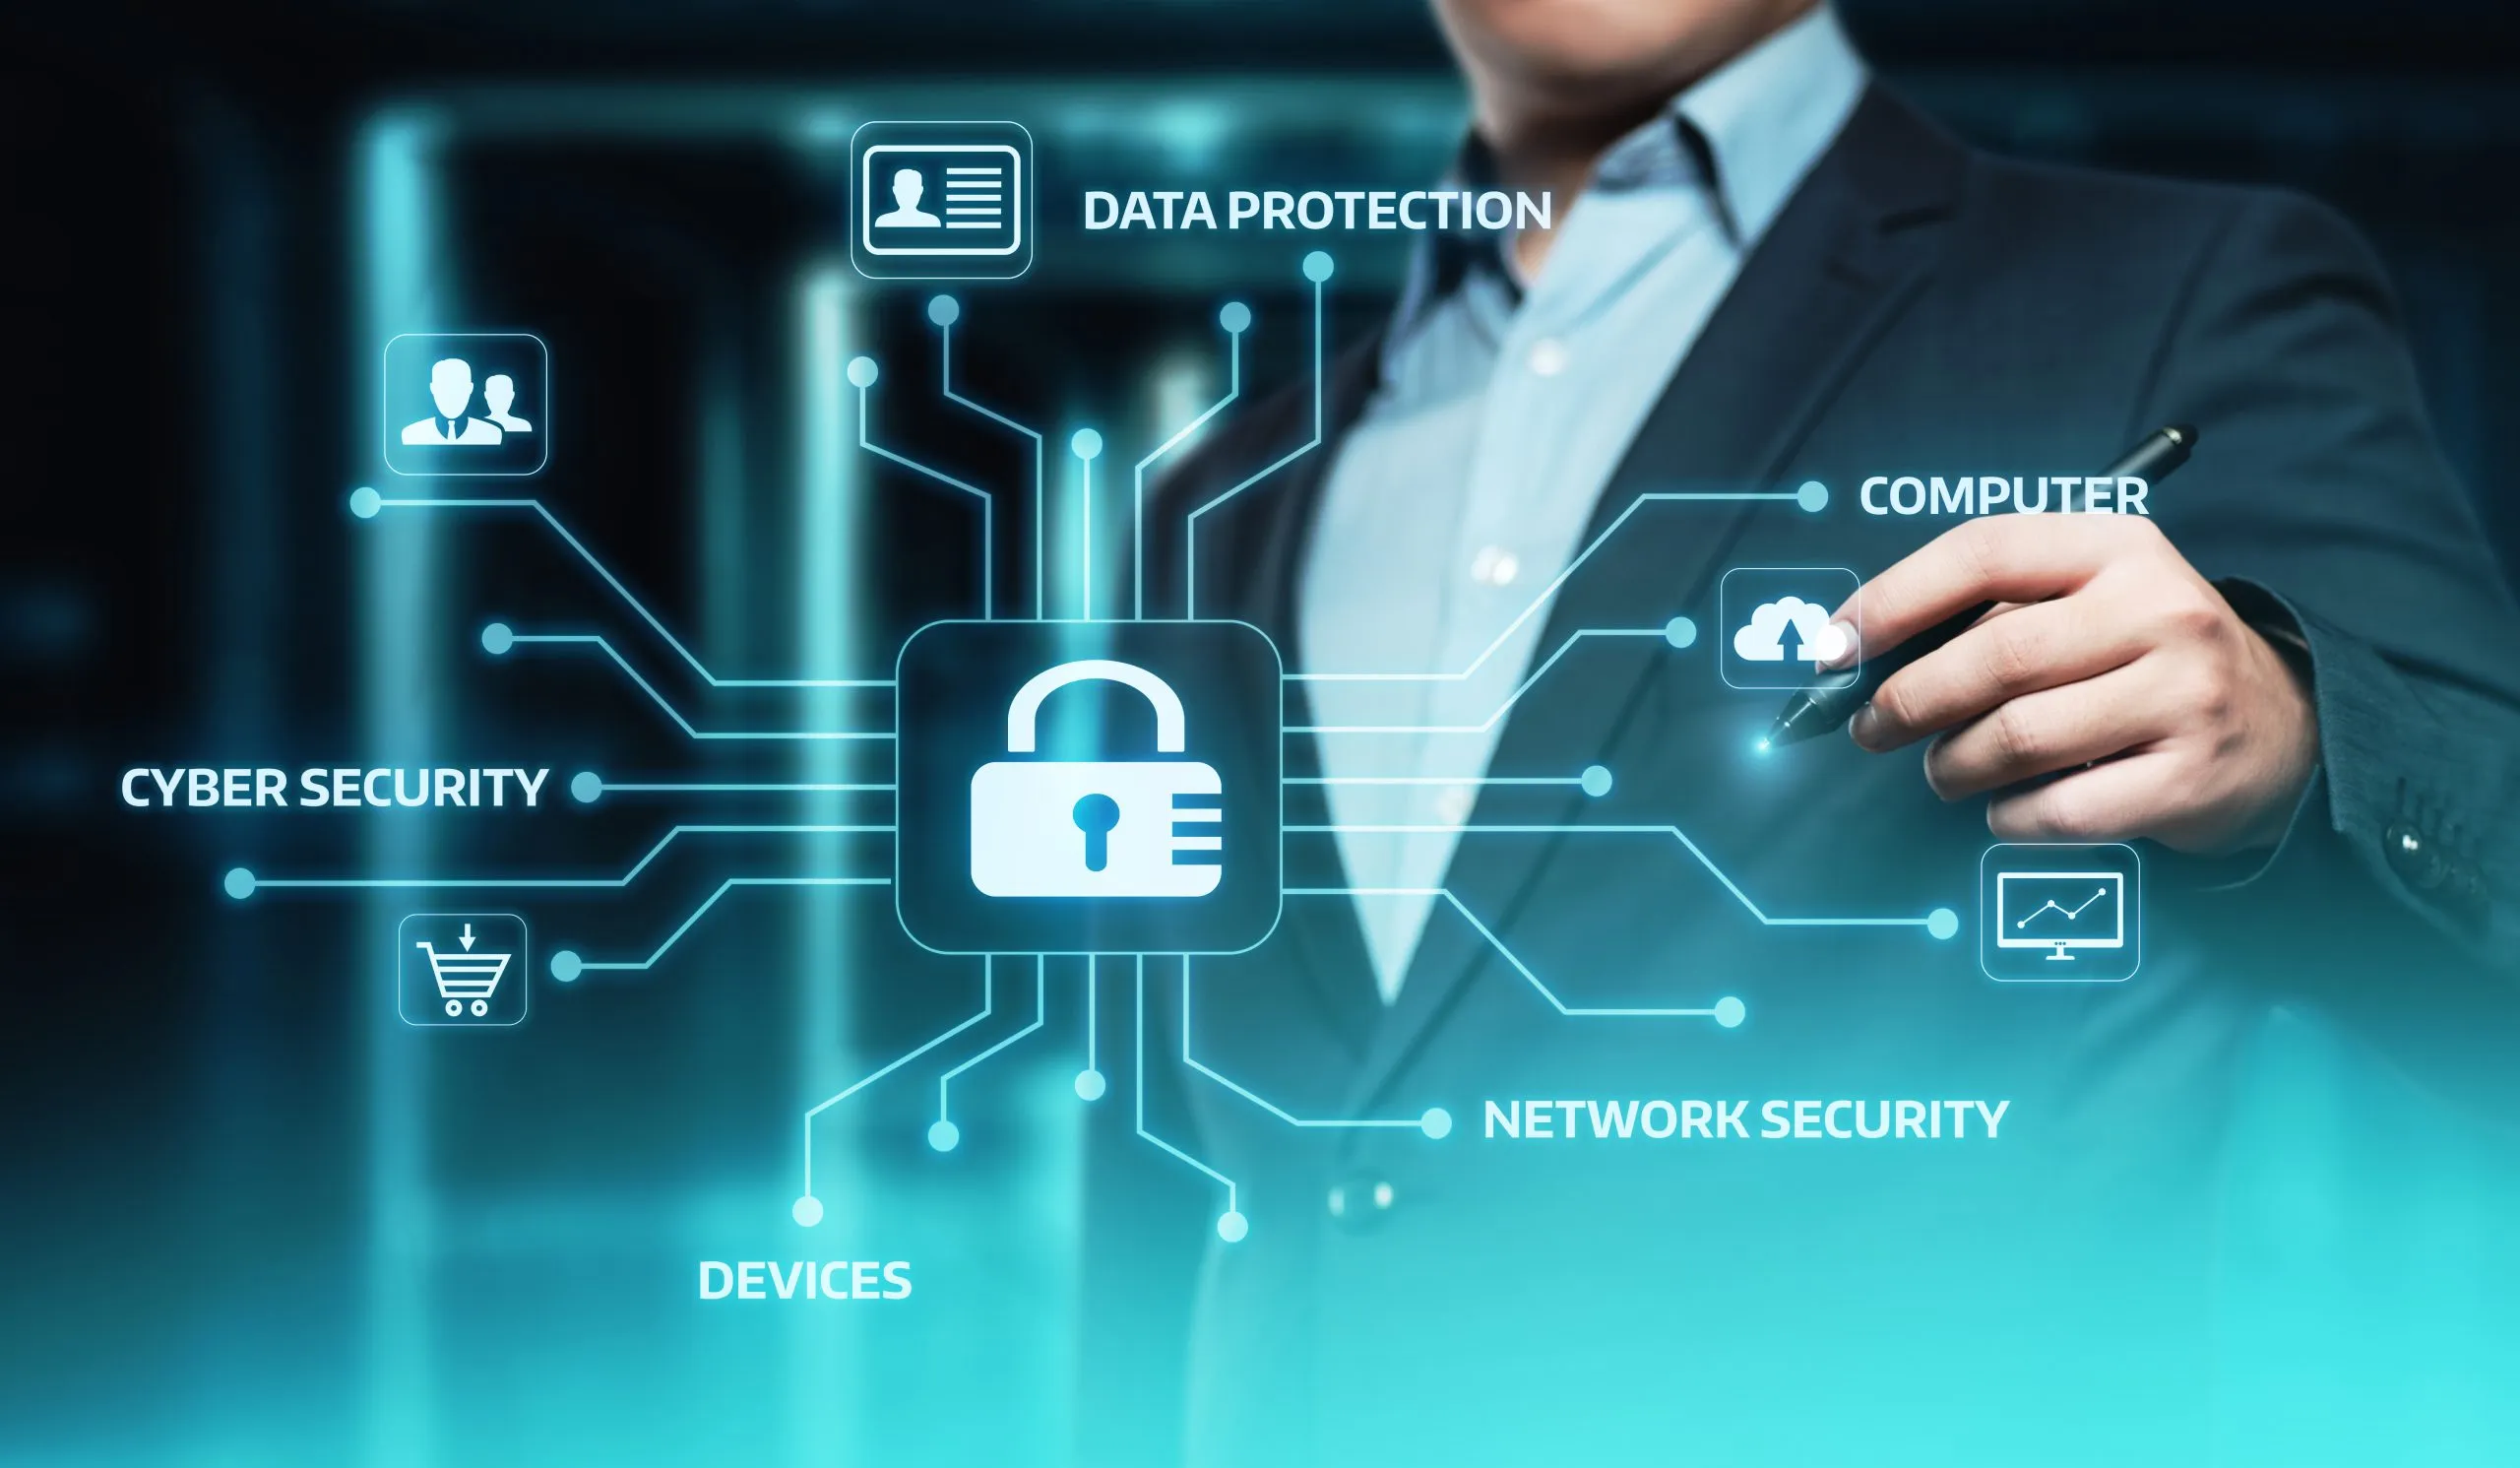 DATA PROTECTION
COMPUTER
CYBER SECURITY
NETWORK SECURITY
DEVICES